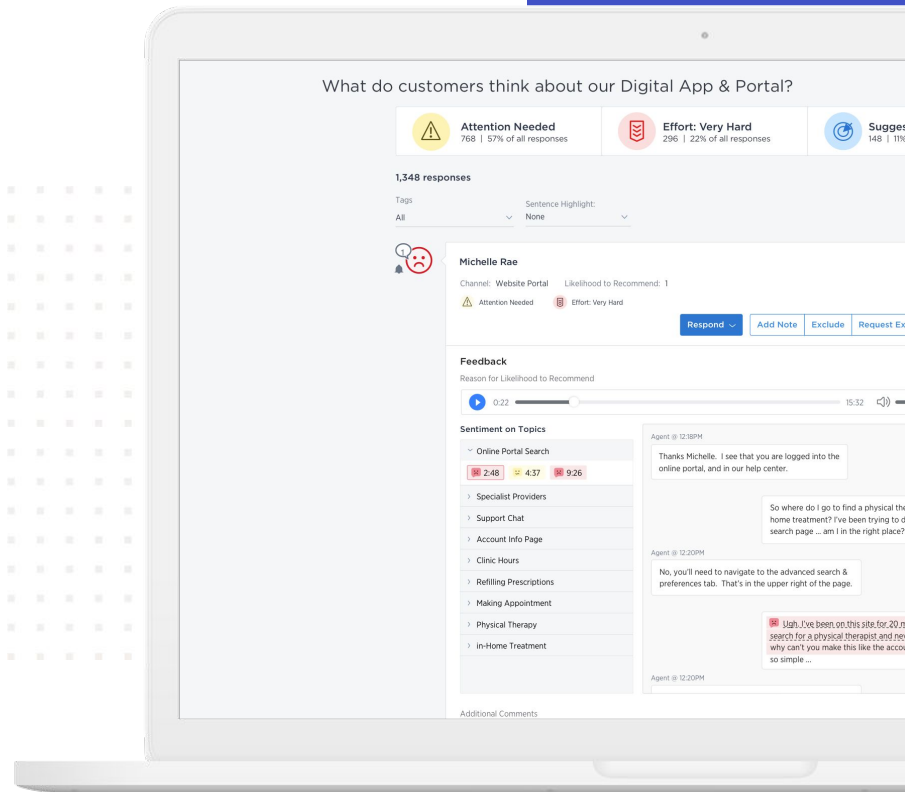 What do customers think about our Digital App & Portal?
Attention Needed
768 | 57% of all responses
Effort: Very Hard
296 | 22% of all responses
148 | 11%
1,348 responses
Tags
All
Sentence Highlight:
None
1
Michelle Rae
Channel: Website Portal Likelihood to Recommend: 1
Attention Needed Effort: Very Hard
Respond Add Note Exclude Request
Feedback
Reason for Likelihood to Recommend
0:22 15:32
Sentiment on Topics
Online Portal Search
2:48 4:37 9:26
Specialist Providers
Support Chat
Account Info Page
Clinic Hours
Refilling Prescriptions
Making Appointment
Physical Therapy
in-Home Treatment
Agent @ 12:18PM
Thanks Michelle. I see that you are logged into the
online portal, and in our help center.
So where do I go to find a physical
home treatment? I've been trying to
search page ... am I in the right place?
Agent @ 12:20PM
No, you'll need to navigate to the advanced search &
preferences tab. That's in the upper right of the page.
Ugh. I've been on this site for 20
search for a physical therapist and
why can't you make this like the
so simple ...
Agent @ 12:20PM
Additional Comments